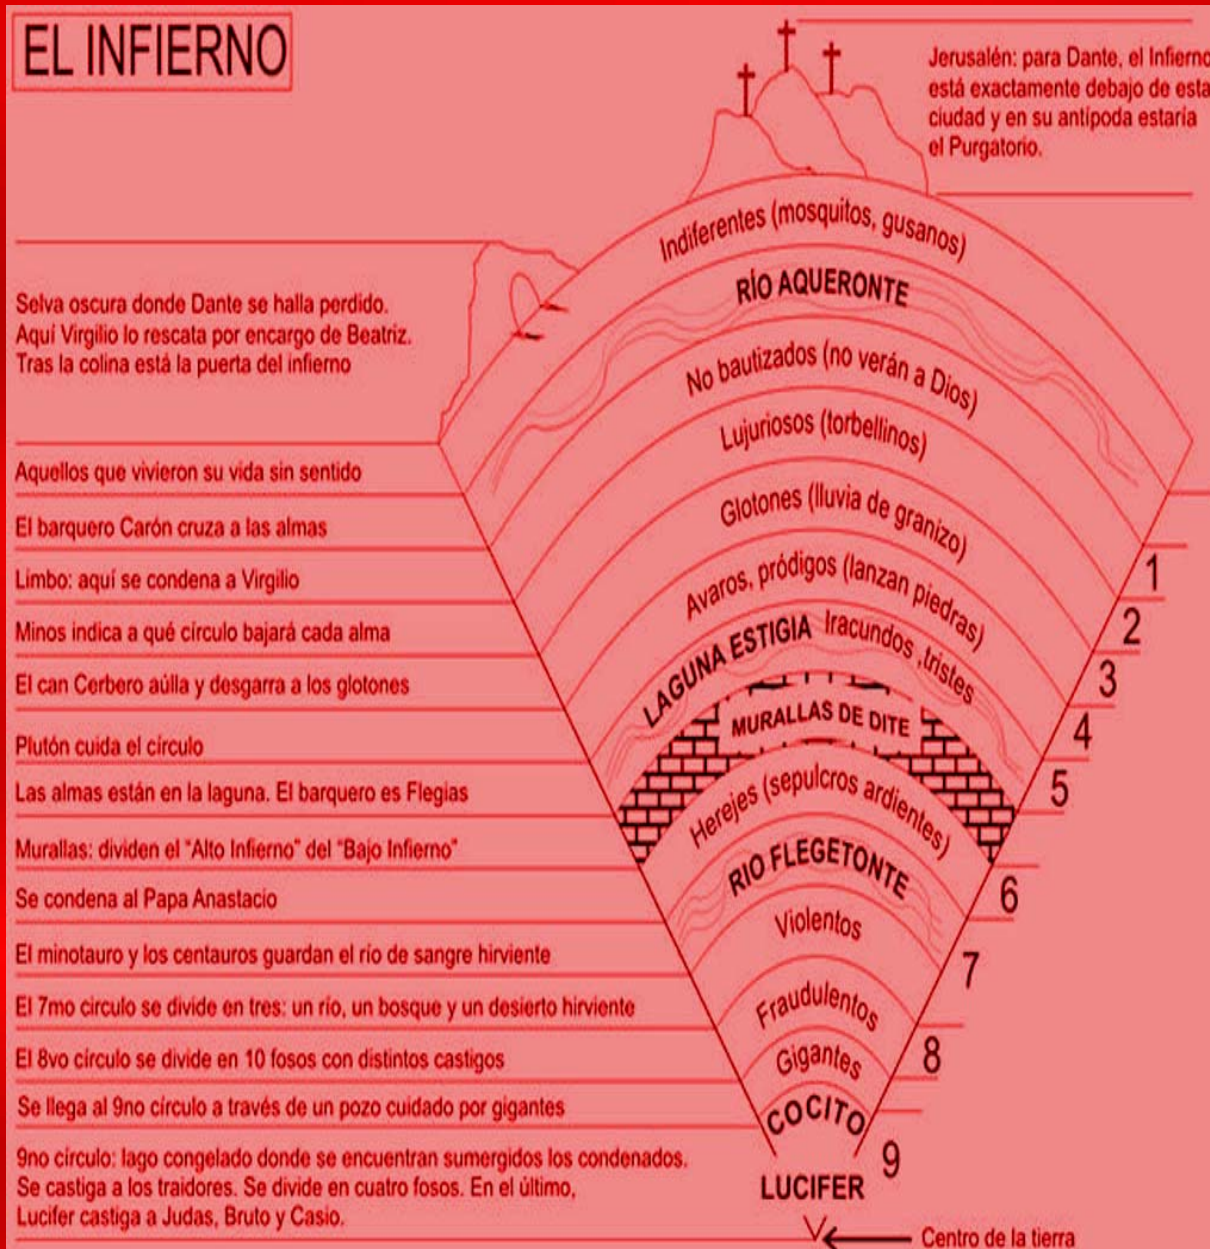 EL INFIERNO
Jerusalén: para Dante, el Infierno
está exactamente debajo de esta
ciudad y en su antípoda estaría
el Purgatorio.
Selva oscura donde Dante se halla perdido.
Aquí Virgilio lo rescata por encargo de Beatriz.
Tras la colina está la puerta del infierno
Aquellos que vivieron su vida sin sentido
El barquero Carón cruza a las almas
Limbo: aquí se condena a Virgilio
Minos indica a qué círculo bajará cada alma
El can Cerbero aúlla y desgarra a los glotones
Plutón cuida el círculo
Las almas están en la laguna. El barquero es Flegias
Murallas: dividen el "Alto Infierno" del "Bajo Infierno"
Se condena al Papa Anastacio
El minotauro y los centauros guardan el río de sangre hirviente
El 7mo círculo se divide en tres: un río, un bosque y un desierto hirviente
El 8vo círculo se divide en 10 fosos con distintos castigos
Se llega al 9no círculo a través de un pozo cuidado por gigantes
9no círculo: lago congelado donde se encuentran sumergidos los condenados.
Se castiga a los traidores. Se divide en cuatro fosos. En el último,
Lucifer castiga a Judas, Bruto y Casio.
Indiferentes (mosquitos, gusanos)
RÍO AQUERONTE
No bautizados (no verán a Dios)
Lujuriosos (torbellinos)
Glotones (lluvia de granizo)
Avaros, pródigos (lanzan piedras)
LAGUNA ESTIGIA Iracundos ,tristes
MURALLAS DE DITE
Herejes (sepulcros ardientes)
RIO FLEGETONTE
Violentos
Fraudulentos
Gigantes
COCITO
LUCIFER
1
2
3
4
5
6
7
8
9
Centro de la tierra